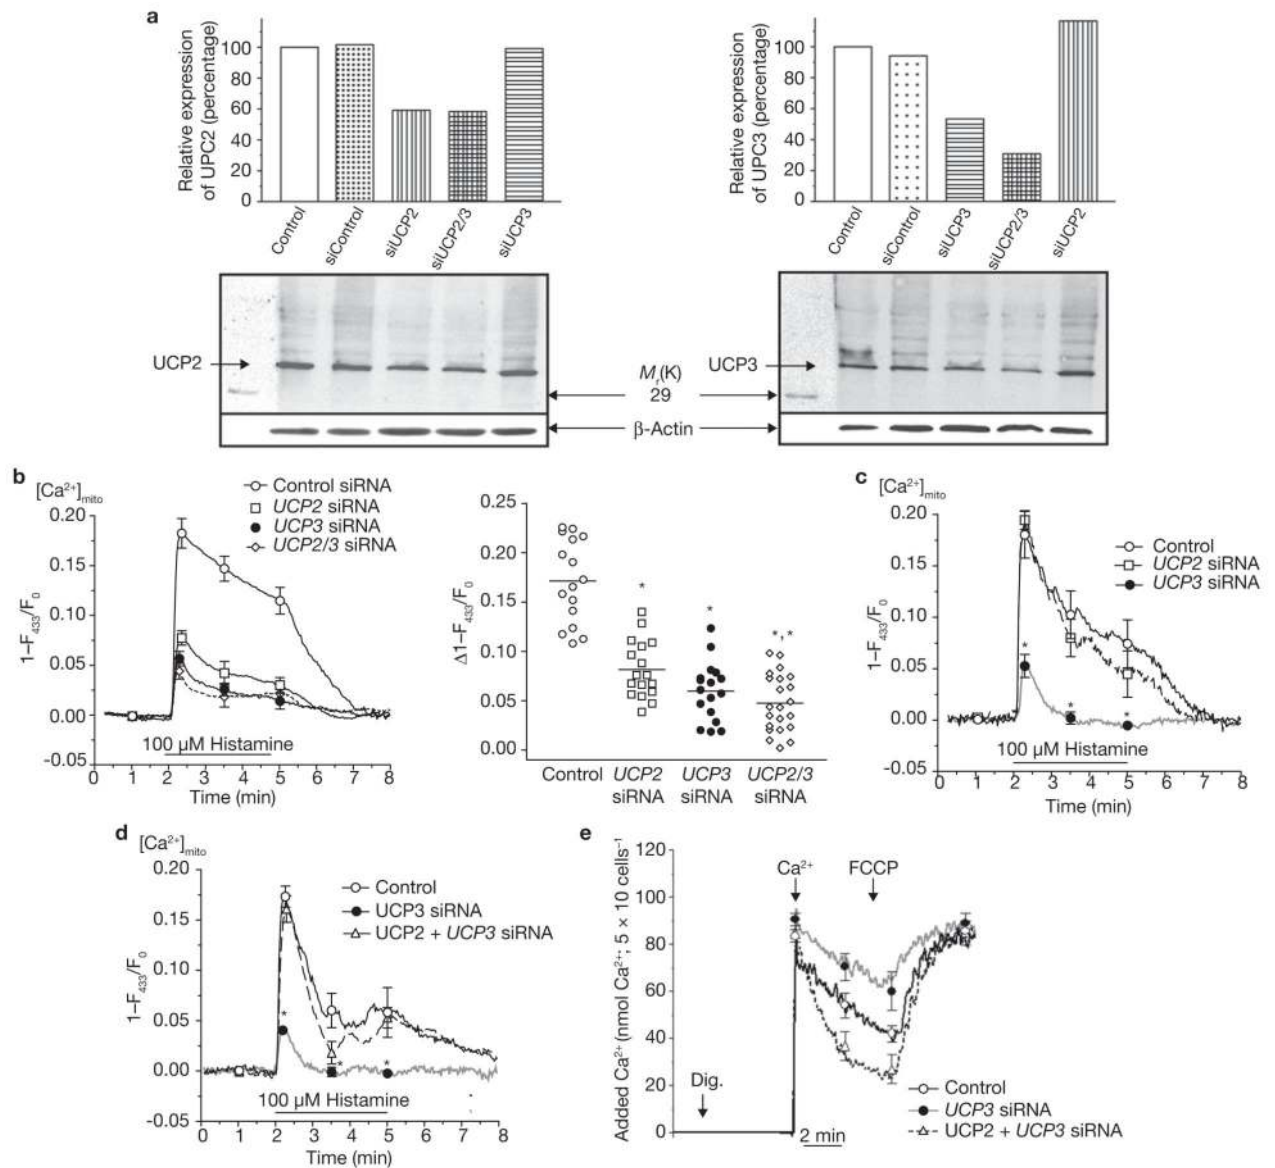 a
Relative expression
of UPC2 (percentage)
100
80
60
40
20
0
Control
siControl
siUCP2
siUCP2/3
siUCP3
Relative expression
of UPC3 (percentage)
100
80
60
40
20
0
Control
siControl
siUCP3
siUCP2/3
siUCP2
UCP2
Mr(K)
29
UCP3
β-Actin
b
[Ca²⁺]mito
Control siRNA
UCP2 siRNA
UCP3 siRNA
UCP2/3 siRNA
1–F433/F0
0.20
0.15
0.10
0.05
0.00
-0.05
100 µM Histamine
0 1 2 3 4 5 6 7 8
Time (min)
Δ1–F433/F0
0.25
0.20
0.15
0.10
0.05
0.00
*
*
*,*
Control UCP2 UCP3 UCP2/3
siRNA siRNA siRNA
c
[Ca²⁺]mito
Control
UCP2 siRNA
UCP3 siRNA
1–F433/F0
0.20
0.15
0.10
0.05
0.00
-0.05
* * *
100 µM Histamine
0 1 2 3 4 5 6 7 8
Time (min)
d
[Ca²⁺]mito
Control
UCP3 siRNA
UCP2 + UCP3 siRNA
1–F433/F0
0.20
0.15
0.10
0.05
0.00
-0.05
* * *
100 µM Histamine
0 1 2 3 4 5 6 7 8
Time (min)
e
Added Ca²⁺ (nmol Ca²⁺; 5 × 10 cells⁻¹
120
100
80
60
40
20
0
Ca²⁺ FCCP
Dig.
2 min
Control
UCP3 siRNA
UCP2 + UCP3 siRNA